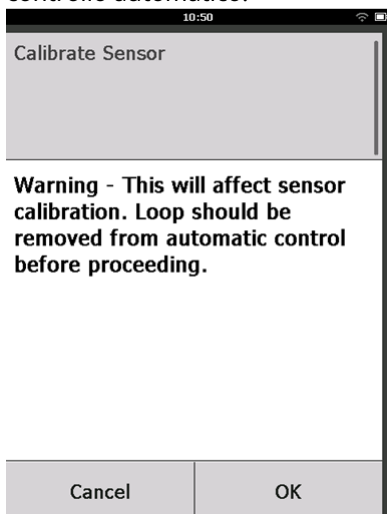 10:50
Calibrate Sensor
Warning - This will affect sensor
calibration. Loop should be
removed from automatic control
before proceeding.
Cancel
OK